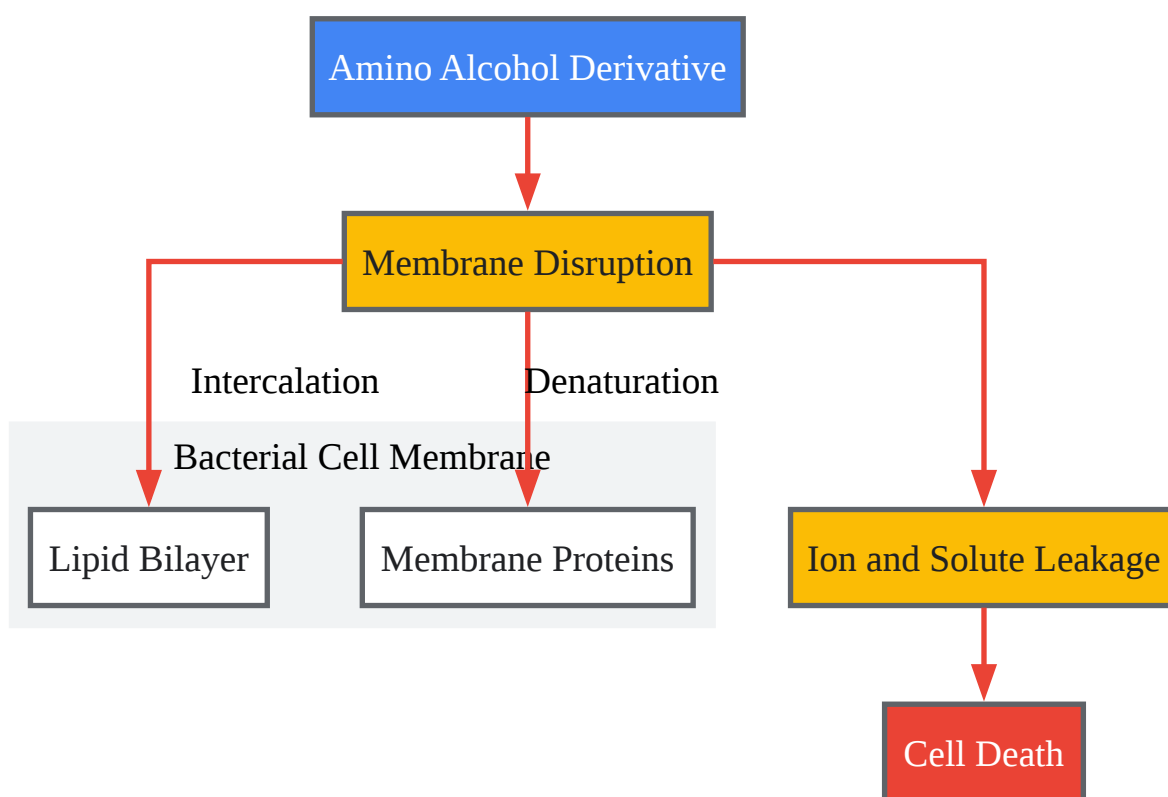 Amino Alcohol Derivative
Membrane Disruption
Intercalation
Denaturation
Bacterial Cell Membrane
Lipid Bilayer
Membrane Proteins
Ion and Solute Leakage
Cell Death